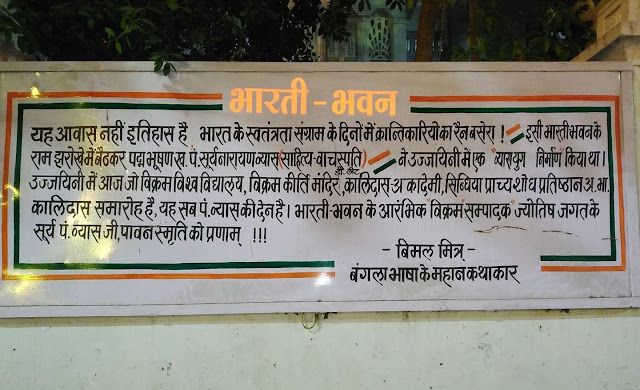 भारती - भवन
यह आवास नहीं इतिहास है भारत के स्वतंत्रता संग्राम के दिनों में क्रान्तिकारियो का रैन बसेरा ! इसी भारती भवन के
राम झरोखे में बैठकर पद्म भूषण स्व. पं. सूर्यनारायण व्यास (साहित्य-वाचस्पति) डी. लीट ने उज्जयिनी में एक "व्यासयुग निर्माण" किया था।
उज्जयिनी में आज जो विक्रम विश्व विद्यालय, विक्रम कीर्ति मंदिर, कालिदास अकादेमी, सिन्धिया प्राच्य शोध प्रतिष्ठान अ. भा.
कालिदास समारोह है, यह सब पं. व्यास की देन है। भारती-भवन के आरंभिक "विक्रम" सम्पादक" ज्योतिष जगत के
सूर्य पं. व्यास जी, पावन स्मृति को प्रणाम् !!!
- बिमल मित्र -
बंगला भाषा के महान कथाकार